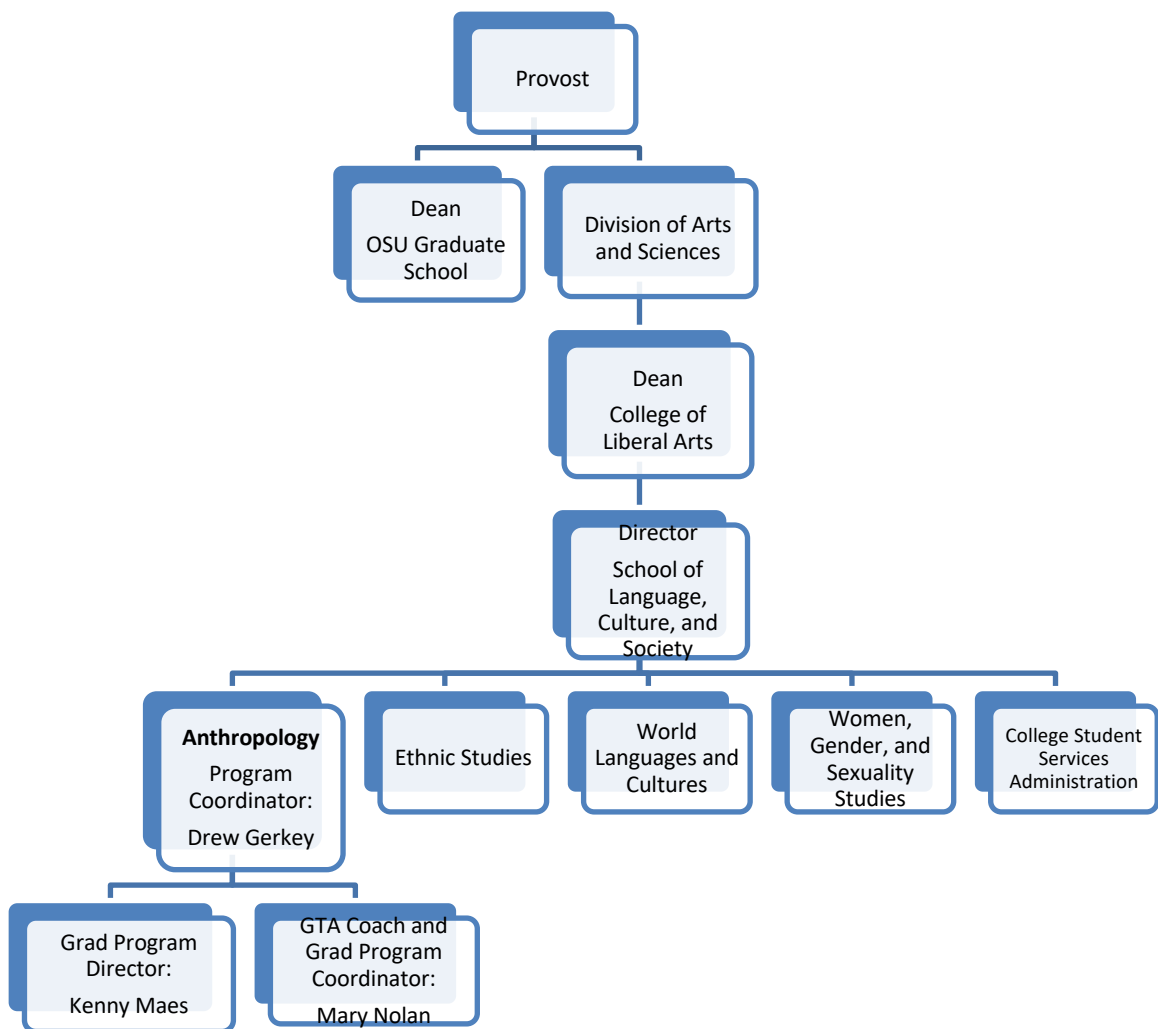 Provost
Dean
OSU Graduate
School
Division of Arts
and Sciences
Dean
College of
Liberal Arts
Director
School of
Language,
Culture, and
Society
Anthropology
Program
Coordinator:
Drew Gerkey
Ethnic Studies
World
Languages and
Cultures
Women,
Gender, and
Sexuality
Studies
College Student
Services
Administration
Grad Program
Director:
Kenny Maes
GTA Coach and
Grad Program
Coordinator:
Mary Nolan